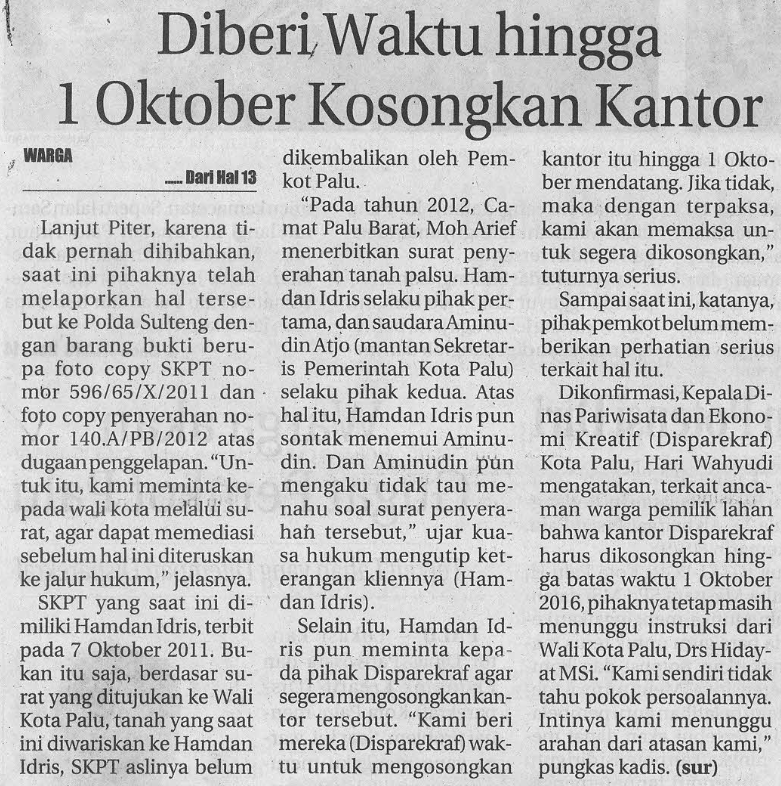 Diberi Waktu hingga
1 Oktober Kosongkan Kantor
WARGA
..... Dari Hal 13
Lanjut Piter, karena ti-
dak pernah dihibahkan,
saat ini pihaknya telah
melaporkan hal terse-
but ke Polda Sulteng den-
gan barang bukti beru-
pa foto copy SKPT no-
mor 596/65/X/2011 dan
foto copy penyerahan no-
mor 140.A/PB/2012 atas
dugaan penggelapan. “Un-
tuk itu, kami meminta ke-
pada wali kota melalui su-
rat, agar dapat memediasi
sebelum hal ini diteruskan
ke jalur hukum,” jelasnya.
SKPT yang saat ini di-
miliki Hamdan Idris, terbit
pada 7 Oktober 2011. Bu-
kan itu saja, berdasar su-
rat yang ditujukan ke Wali
Kota Palu, tanah yang saat
ini diwariskan ke Hamdan
Idris, SKPT aslinya belum
dikembalikan oleh Pem-
kot Palu.
“Pada tahun 2012, Ca-
mat Palu Barat, Moh Arief
menerbitkan surat peny-
erahan tanah palsu. Ham-
dan Idris selaku pihak per-
tama, dan saudara Aminu-
din Atjo (mantan Sekretar-
is Pemerintah Kota Palu)
selaku pihak kedua. Atas
hal itu, Hamdan Idris pun
sontak menemui Aminu-
din. Dan Aminudin pun
mengaku tidak tau me-
nahu soal surat penyera-
han tersebut,” ujar kua-
sa hukum mengutip ket-
erangan kliennya (Ham-
dan Idris).
Selain itu, Hamdan Id-
ris pun meminta kepa-
da pihak Disparekraf agar
segera mengosongkan kan-
tor tersebut. “Kami beri
mereka (Disparekraf) wak-
tu untuk mengosongkan
kantor itu hingga 1 Okto-
ber mendatang. Jika tidak,
maka dengan terpaksa,
kami akan memaksa un-
tuk segera dikosongkan,”
tuturnya serius.
Sampai saat ini, katanya,
pihak pemkot belum mem-
berikan perhatian serius
terkait hal itu.
Dikonfirmasi, Kepala Di-
nas Pariwisata dan Ekono-
mi Kreatif (Disparekraf)
Kota Palu, Hari Wahyudi
mengatakan, terkait anca-
man warga pemilik lahan
bahwa kantor Disparekraf
harus dikosongkan hing-
ga batas waktu 1 Oktober
2016, pihaknya tetap masih
menunggu instruksi dari
Wali Kota Palu, Drs Hiday-
at MSi. “Kami sendiri tidak
tahu pokok persoalannya.
Intinya kami menunggu
arahan dari atasan kami,”
pungkas kadis. (sur)